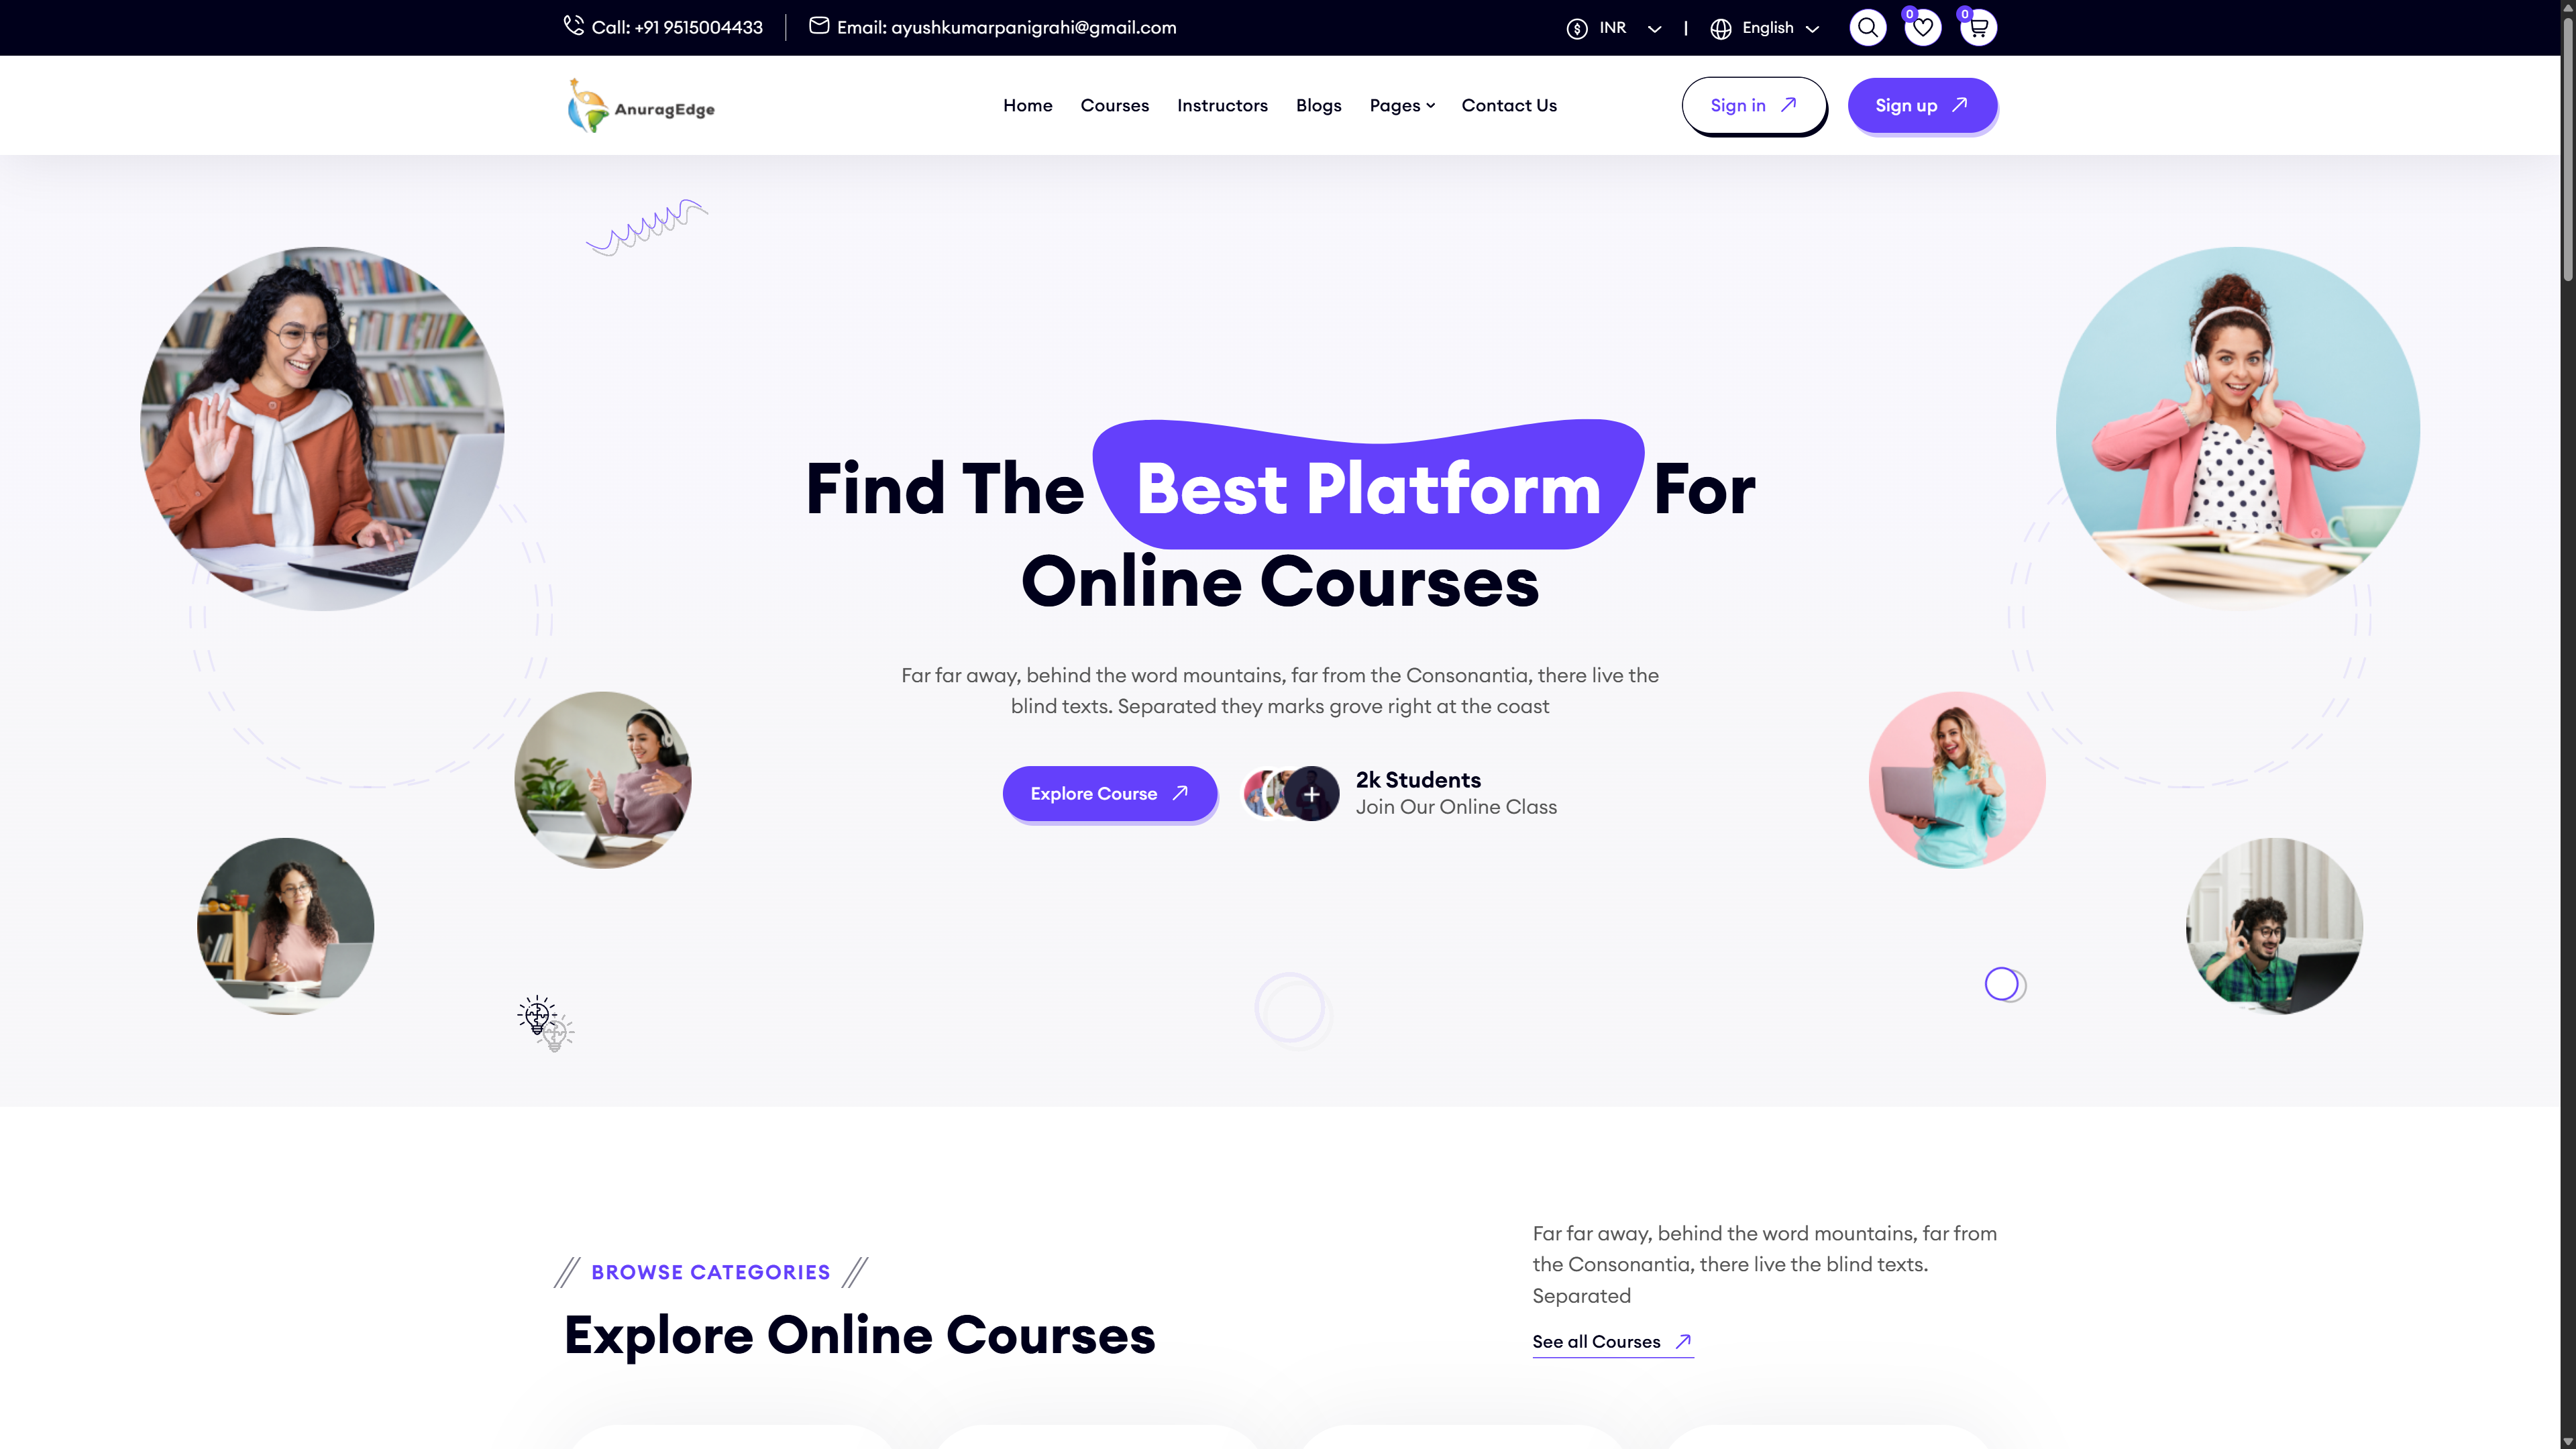 Call: +91 9515004433
Email: ayushkumarpanigrahi@gmail.com
INR
English
0
0
AnuragEdge
Home
Courses
Instructors
Blogs
Pages
Contact Us
Sign in
Sign up
Find The Best Platform For
Online Courses
Far far away, behind the word mountains, far from the Consonantia, there live the
blind texts. Separated they marks grove right at the coast
Explore Course
2k Students
Join Our Online Class
BROWSE CATEGORIES
Explore Online Courses
Far far away, behind the word mountains, far from
the Consonantia, there live the blind texts.
Separated
See all Courses